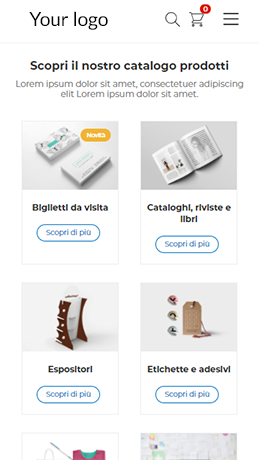 Your logo
0
Scopri il nostro catalogo prodotti
Lorem ipsum dolor sit amet, consectetuer adipiscing
elit Lorem ipsum dolor sit amet.
Novità
Biglietti da visita
Scopri di più
Cataloghi, riviste e
libri
Scopri di più
Espositori
Scopri di più
Etichette e adesivi
Scopri di più